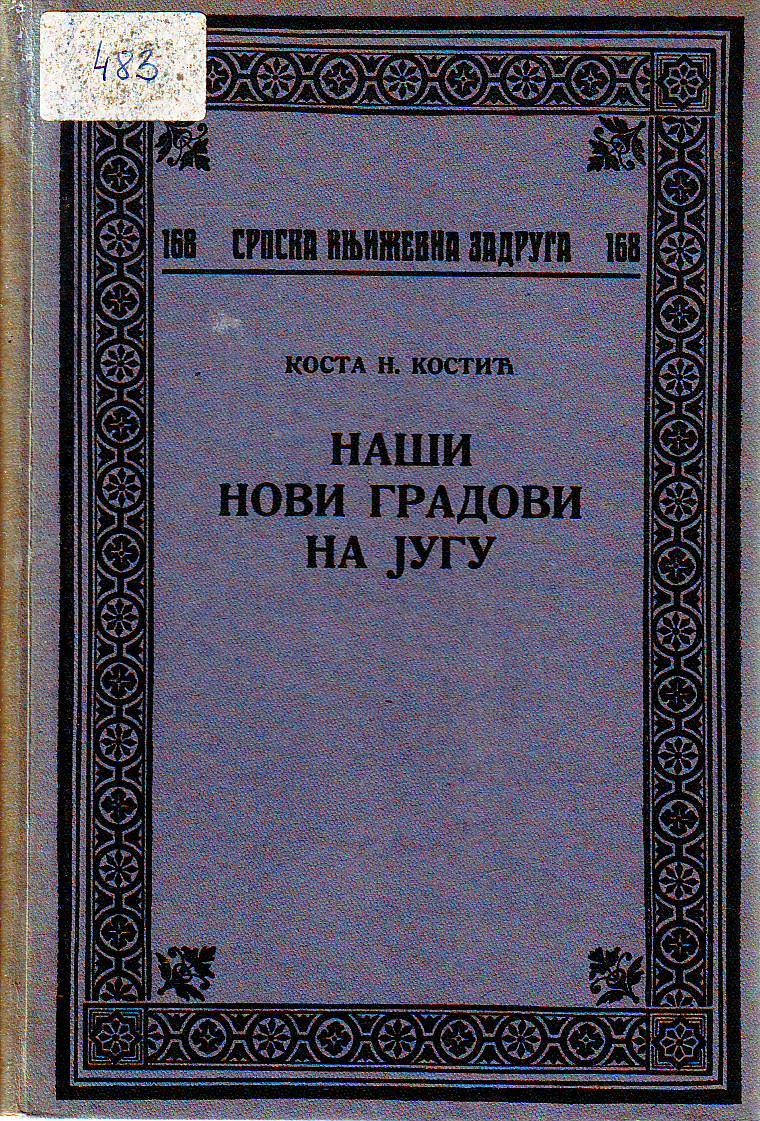 483
168 СРПСКА КЊИЖЕВНА ЗАДРУГА 168
КОСТА Н. КОСТИЋ
НАШИ
НОВИ ГРАДОВИ
НА ЈУГУ